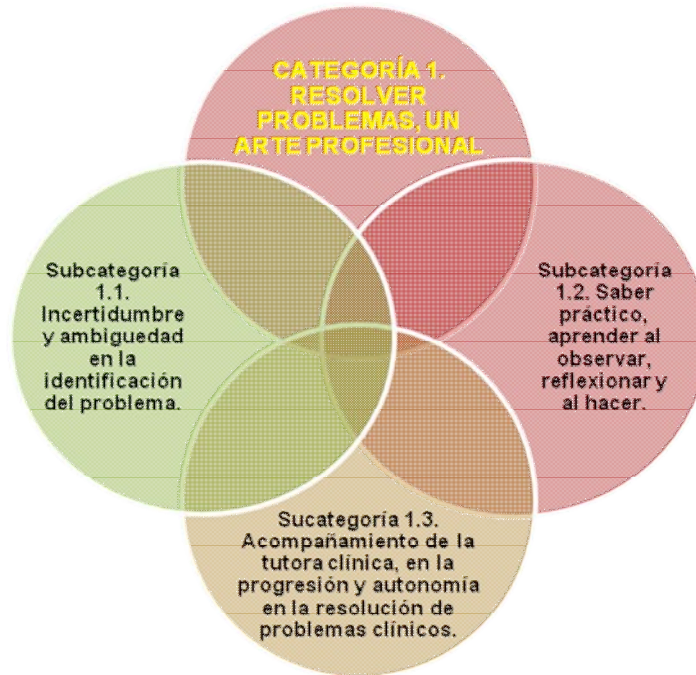 CATEGORÍA 1.
RESOLVER
PROBLEMAS, UN
ARTE PROFESIONAL
Subcategoría
1.1.
Incertidumbre
y ambiguedad
en la
identificación
del problema.
Subcategoría
1.2. Saber
práctico,
aprender al
observar,
reflexionar y
al hacer.
Sucategoría 1.3.
Acompañamiento de la
tutora clínica, en la
progresión y autonomía
en la resolución de
problemas clínicos.